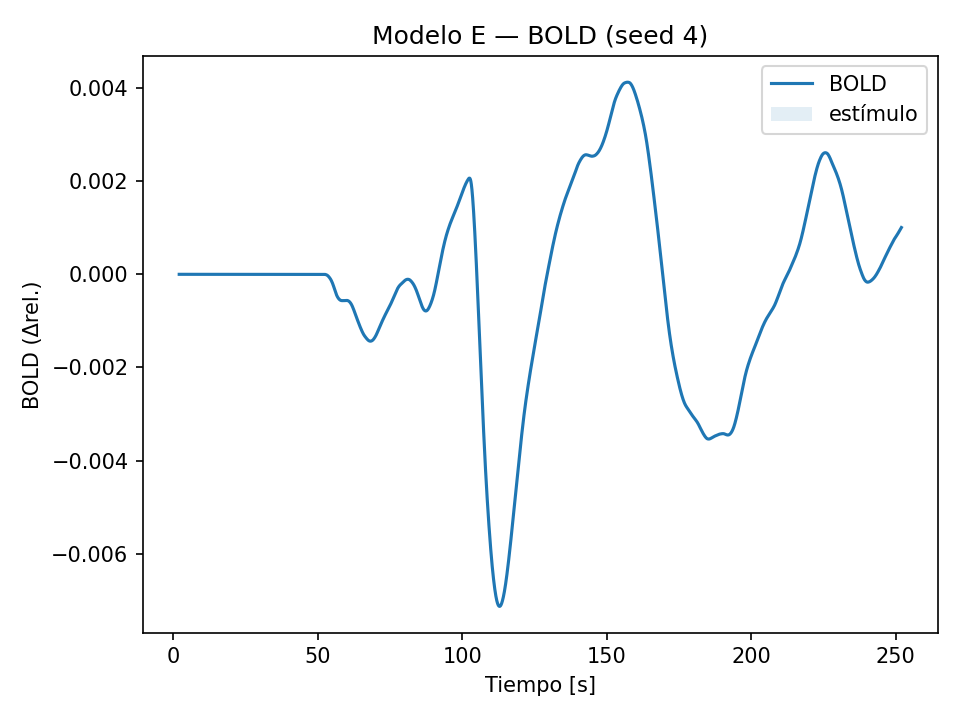 Modelo E — BOLD (seed 4)
BOLD
estímulo
0.004
0.002
0.000
−0.002
−0.004
−0.006
BOLD (Δrel.)
0 50 100 150 200 250
Tiempo [s]